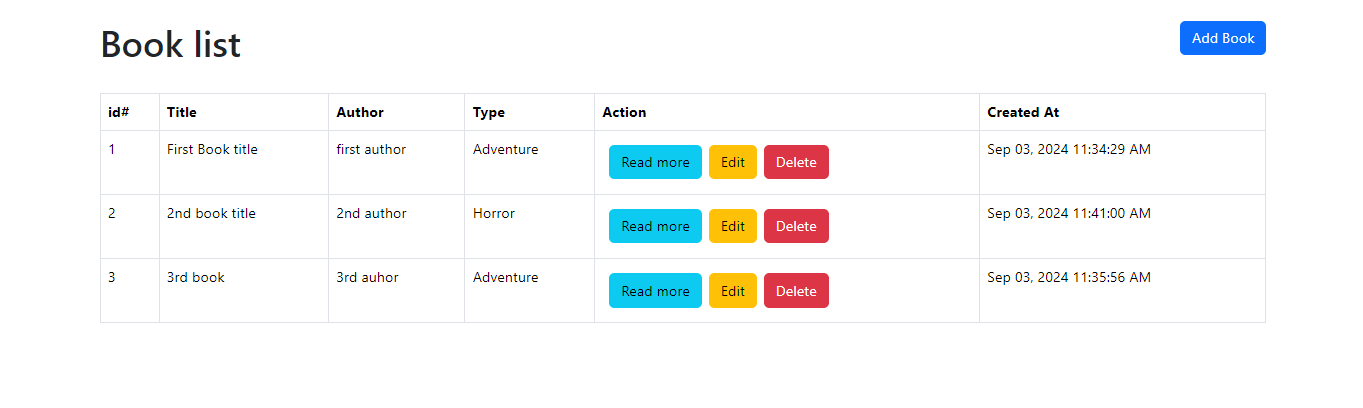 Book list
Add Book
id# Title Author Type Action Created At
1 First Book title first author Adventure Read more Edit Delete Sep 03, 2024 11:34:29 AM
2 2nd book title 2nd author Horror Read more Edit Delete Sep 03, 2024 11:41:00 AM
3 3rd book 3rd auhor Adventure Read more Edit Delete Sep 03, 2024 11:35:56 AM